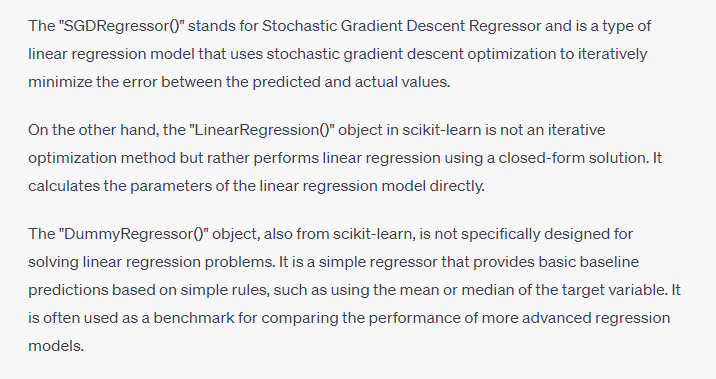 The "SGDRegressor()" stands for Stochastic Gradient Descent Regressor and is a type of
linear regression model that uses stochastic gradient descent optimization to iteratively
minimize the error between the predicted and actual values.
On the other hand, the "LinearRegression()" object in scikit-learn is not an iterative
optimization method but rather performs linear regression using a closed-form solution. It
calculates the parameters of the linear regression model directly.
The "DummyRegressor()" object, also from scikit-learn, is not specifically designed for
solving linear regression problems. It is a simple regressor that provides basic baseline
predictions based on simple rules, such as using the mean or median of the target variable. It
is often used as a benchmark for comparing the performance of more advanced regression
models.